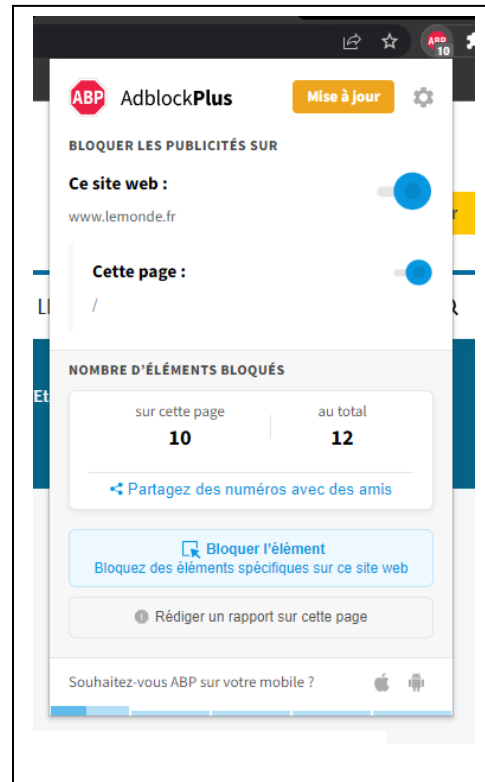 ABP
10
ABP AdblockPlus Mise à jour
BLOQUER LES PUBLICITÉS SUR
Ce site web :
www.lemonde.fr
r
Cette page :
/
LE
Et
NOMBRE D'ÉLÉMENTS BLOQUÉS
sur cette page au total
10 12
Partagez des numéros avec des amis
Bloquer l'élément
Bloquez des éléments spécifiques sur ce site web
Rédiger un rapport sur cette page
Souhaitez-vous ABP sur votre mobile ?